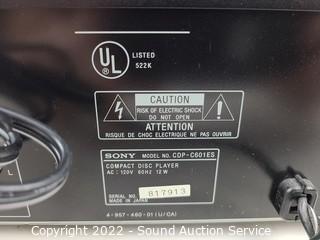 UL
LISTED
522K
CAUTION
RISK OF ELECTRIC SHOCK
DO NOT OPEN
ATTENTION
RISQUE DE CHOC ELECTRIQUE NE PAS OUVRIR
SONY MODEL NO. CDP-C601ES
COMPACT DISC PLAYER
AC : 120V 60HZ 12W
SERIAL NO. 817913
MADE IN JAPAN
4-957-460-01 (U/CA)
L
Copyright © 2022 - Sound Auction Service